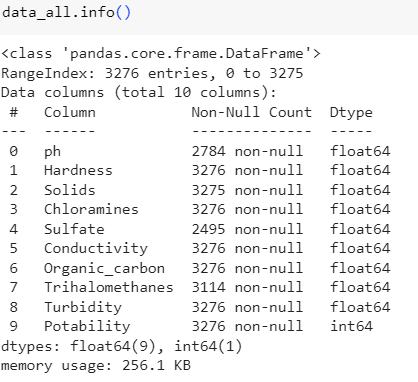 data_all.info()
<class 'pandas.core.frame.DataFrame'>
RangeIndex: 3276 entries, 0 to 3275
Data columns (total 10 columns):
 #   Column           Non-Null Count  Dtype
---  ------           --------------  -----
 0   ph               2784 non-null   float64
 1   Hardness         3276 non-null   float64
 2   Solids           3275 non-null   float64
 3   Chloramines      3276 non-null   float64
 4   Sulfate          2495 non-null   float64
 5   Conductivity     3276 non-null   float64
 6   Organic_carbon   3276 non-null   float64
 7   Trihalomethanes  3114 non-null   float64
 8   Turbidity        3276 non-null   float64
 9   Potability       3276 non-null   int64
dtypes: float64(9), int64(1)
memory usage: 256.1 KB